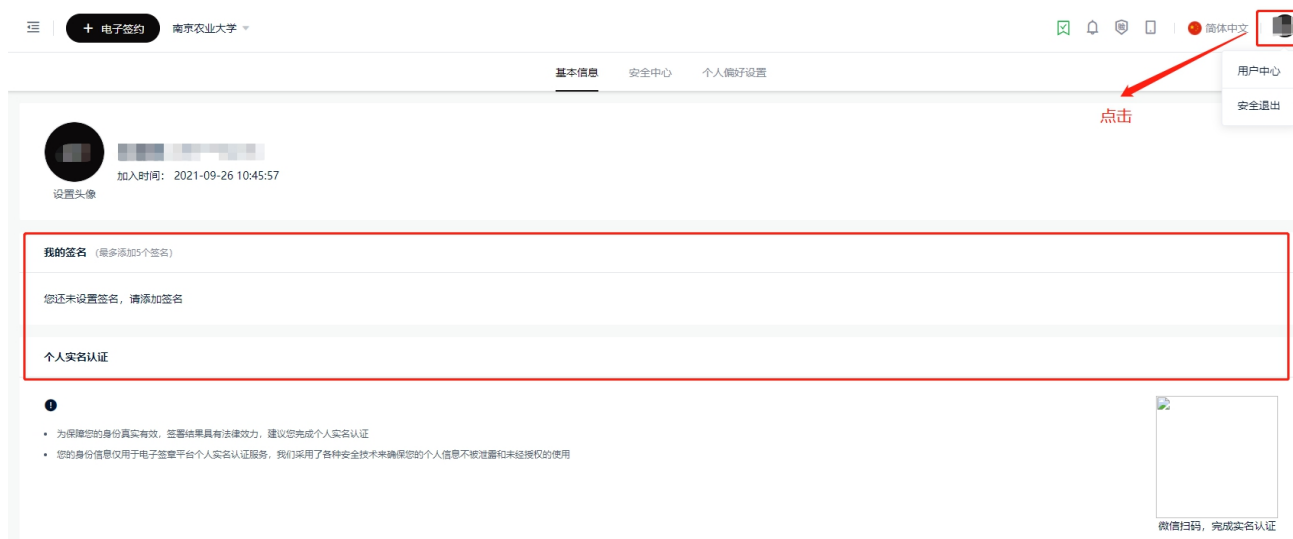 + 电子签约 南京农业大学 简体中文
基本信息 安全中心 个人偏好设置
用户中心
安全退出
点击
加入时间： 2021-09-26 10:45:57
设置头像
我的签名 （最多添加5个签名）
您还未设置签名，请添加签名
个人实名认证
为保障您的身份真实有效，签署结果具有法律效力，建议您完成个人实名认证
您的身份信息仅用于电子签章平台个人实名认证服务，我们采用了各种安全技术来确保您的个人信息不被泄露和未经授权的使用
微信扫码，完成实名认证